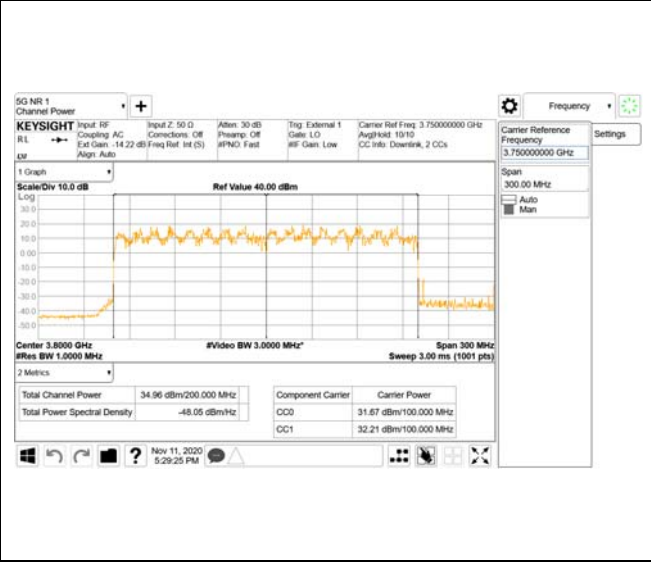 5G NR 1
Channel Power
Frequency
KEYSIGHT
Input: RF
Input Z: 50 Ω
Atten: 30 dB
Trig: External 1
Carrier Ref Freq: 3.750000000 GHz
RL
Coupling: AC
Corrections: Off
Preamp: Off
Gate: LO
Avg|Hold: 10/10
Ext Gain: -14.22 dB
Freq Ref: Int (S)
#PNO: Fast
#IF Gain: Low
CC Info: Downlink, 2 CCs
Align: Auto
Carrier Reference
Frequency
3.750000000 GHz
Settings
Span
300.00 MHz
Auto
Man
1 Graph
Scale/Div 10.0 dB
Ref Value 40.00 dBm
Log
30.0
20.0
10.0
0.00
-10.0
-20.0
-30.0
-40.0
-50.0
Center 3.8000 GHz
#Video BW 3.0000 MHz*
Span 300 MHz
#Res BW 1.0000 MHz
Sweep 3.00 ms (1001 pts)
2 Metrics
Total Channel Power
34.96 dBm/200.000 MHz
Total Power Spectral Density
-48.05 dBm/Hz
Component Carrier
Carrier Power
CC0
31.67 dBm/100.000 MHz
CC1
32.21 dBm/100.000 MHz
?
Nov 11, 2020
5:29:25 PM